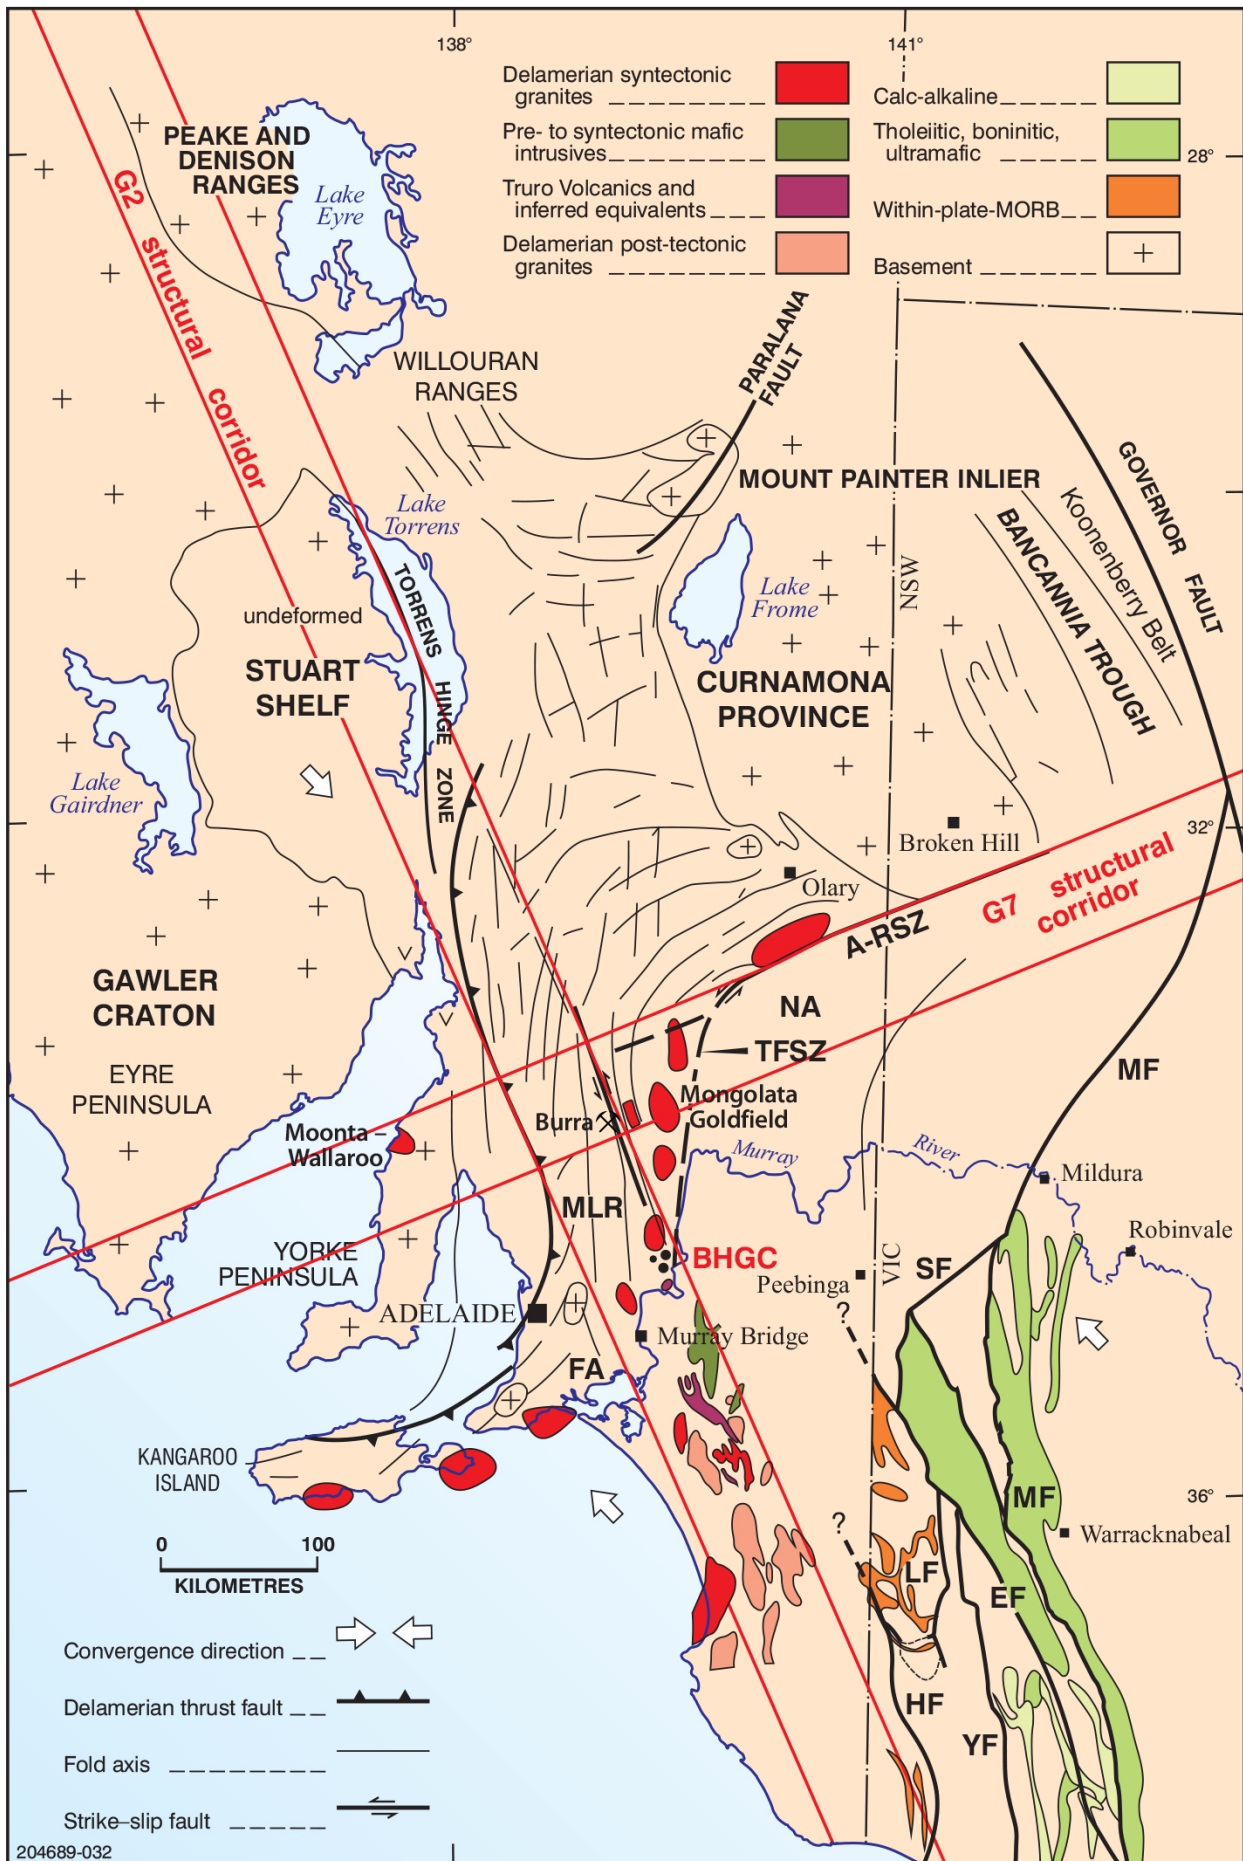 138°
141°
28°
32°
36°
Delamerian syntectonic
granites
Pre- to syntectonic mafic
intrusives
Truro Volcanics and
inferred equivalents
Delamerian post-tectonic
granites
Calc-alkaline
Tholeiitic, boninitic,
ultramafic
Within-plate-MORB
Basement
PEAKE AND
DENISON
RANGES
Lake
Eyre
G2 structural corridor
WILLOURAN
RANGES
PARALANA
FAULT
MOUNT PAINTER INLIER
GOVERNOR FAULT
Koonenberry Belt
BANCANNIA TROUGH
Lake
Torrens
TORRENS HINGE ZONE
undeformed
STUART
SHELF
Lake
Frome
NSW
CURNAMONA
PROVINCE
Lake
Gairdner
Broken Hill
Olary
G7 structural
corridor
A-RSZ
GAWLER
CRATON
NA
TFSZ
EYRE
PENINSULA
MF
Mongolata
Goldfield
Burra
Moonta –
Wallaroo
Murray
River
Mildura
MLR
YORKE
PENINSULA
BHGC
Peebinga
VIC
SF
Robinvale
ADELAIDE
Murray Bridge
?
FA
KANGAROO
ISLAND
MF
Warracknabeal
?
LF
EF
HF
YF
0 100
KILOMETRES
Convergence direction
Delamerian thrust fault
Fold axis
Strike–slip fault
204689-032